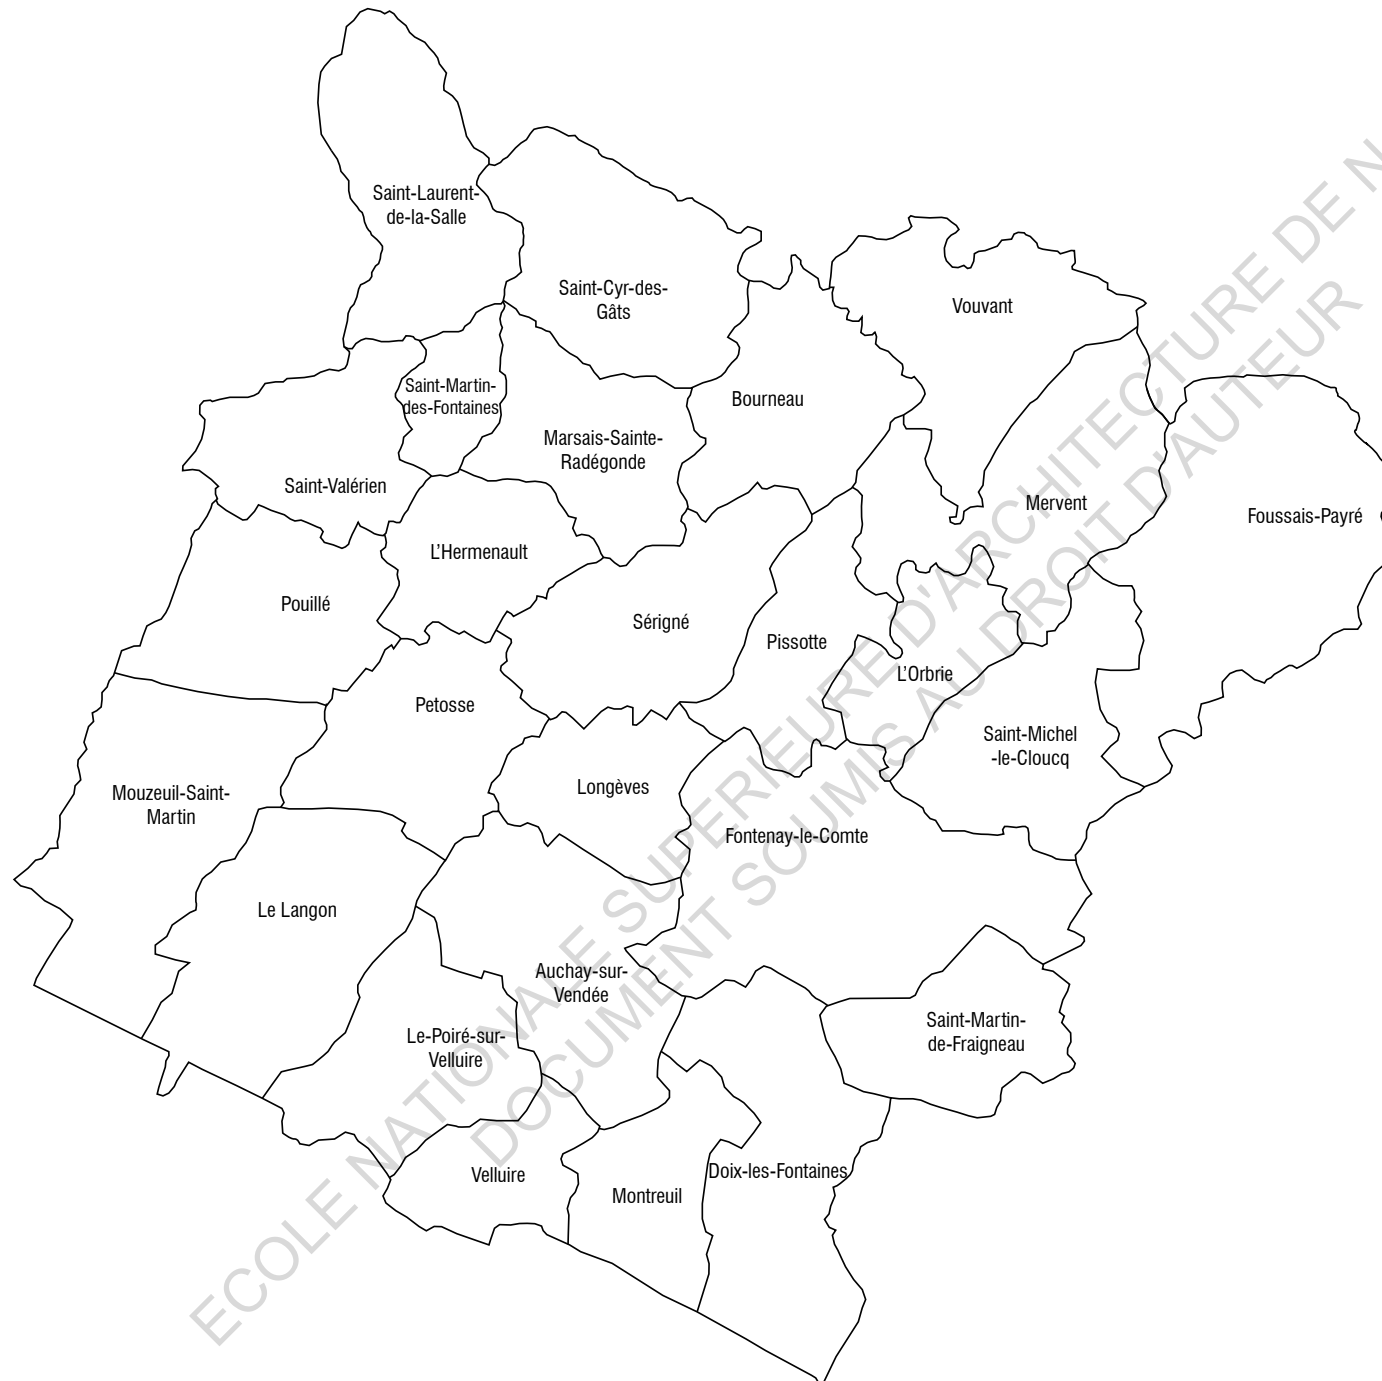 Saint-Laurent-
de-la-Salle
Saint-Cyr-des-
Gâts
Vouvant
Saint-Martin-
des-Fontaines
Bourneau
Marsais-Sainte-
Radégonde
Saint-Valérien
Mervent
Foussais-Payré
L'Hermenault
Pouillé
Sérigné
Pissotte
L'Orbrie
Petosse
Saint-Michel
-le-Cloucq
Longèves
Mouzeuil-Saint-
Martin
Fontenay-le-Comte
Le Langon
Auchay-sur-
Vendée
Saint-Martin-
de-Fraigneau
Le-Poiré-sur-
Velluire
Velluire
Montreuil
Doix-les-Fontaines
ECOLE NATIONALE SUPERIEURE D'ARCHITECTURE DE N
DOCUMENT SOUMIS AU DROIT D'AUTEUR